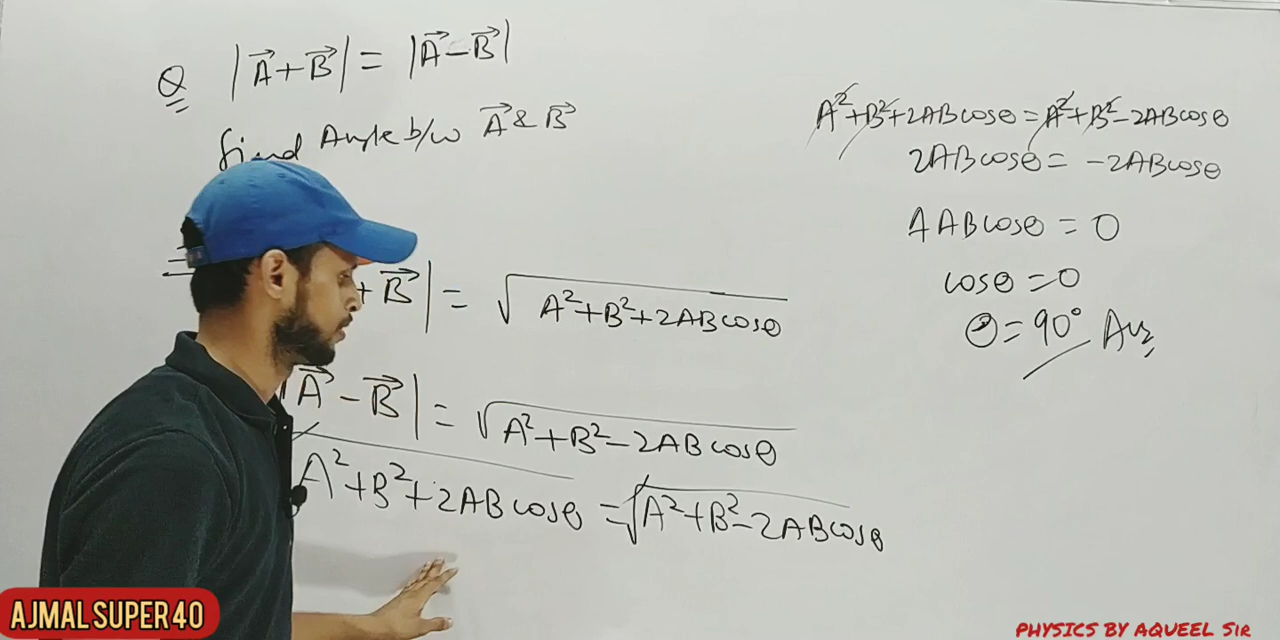 Q |A⃗+B⃗| = |A⃗−B⃗|
find Angle b/w A⃗ & B⃗
+ B⃗| = √A²+B²+2ABcosθ
|A⃗ − B⃗| = √A²+B²−2ABcosθ
A²+B²+2ABcosθ = √A²+B²−2ABcosθ
A²+B²+2ABcosθ = A²+B²−2ABcosθ
2ABcosθ = −2ABcosθ
4ABcosθ = 0
cosθ = 0
θ = 90° Ans
AJMAL SUPER 40
PHYSICS BY AQUEEL SIR